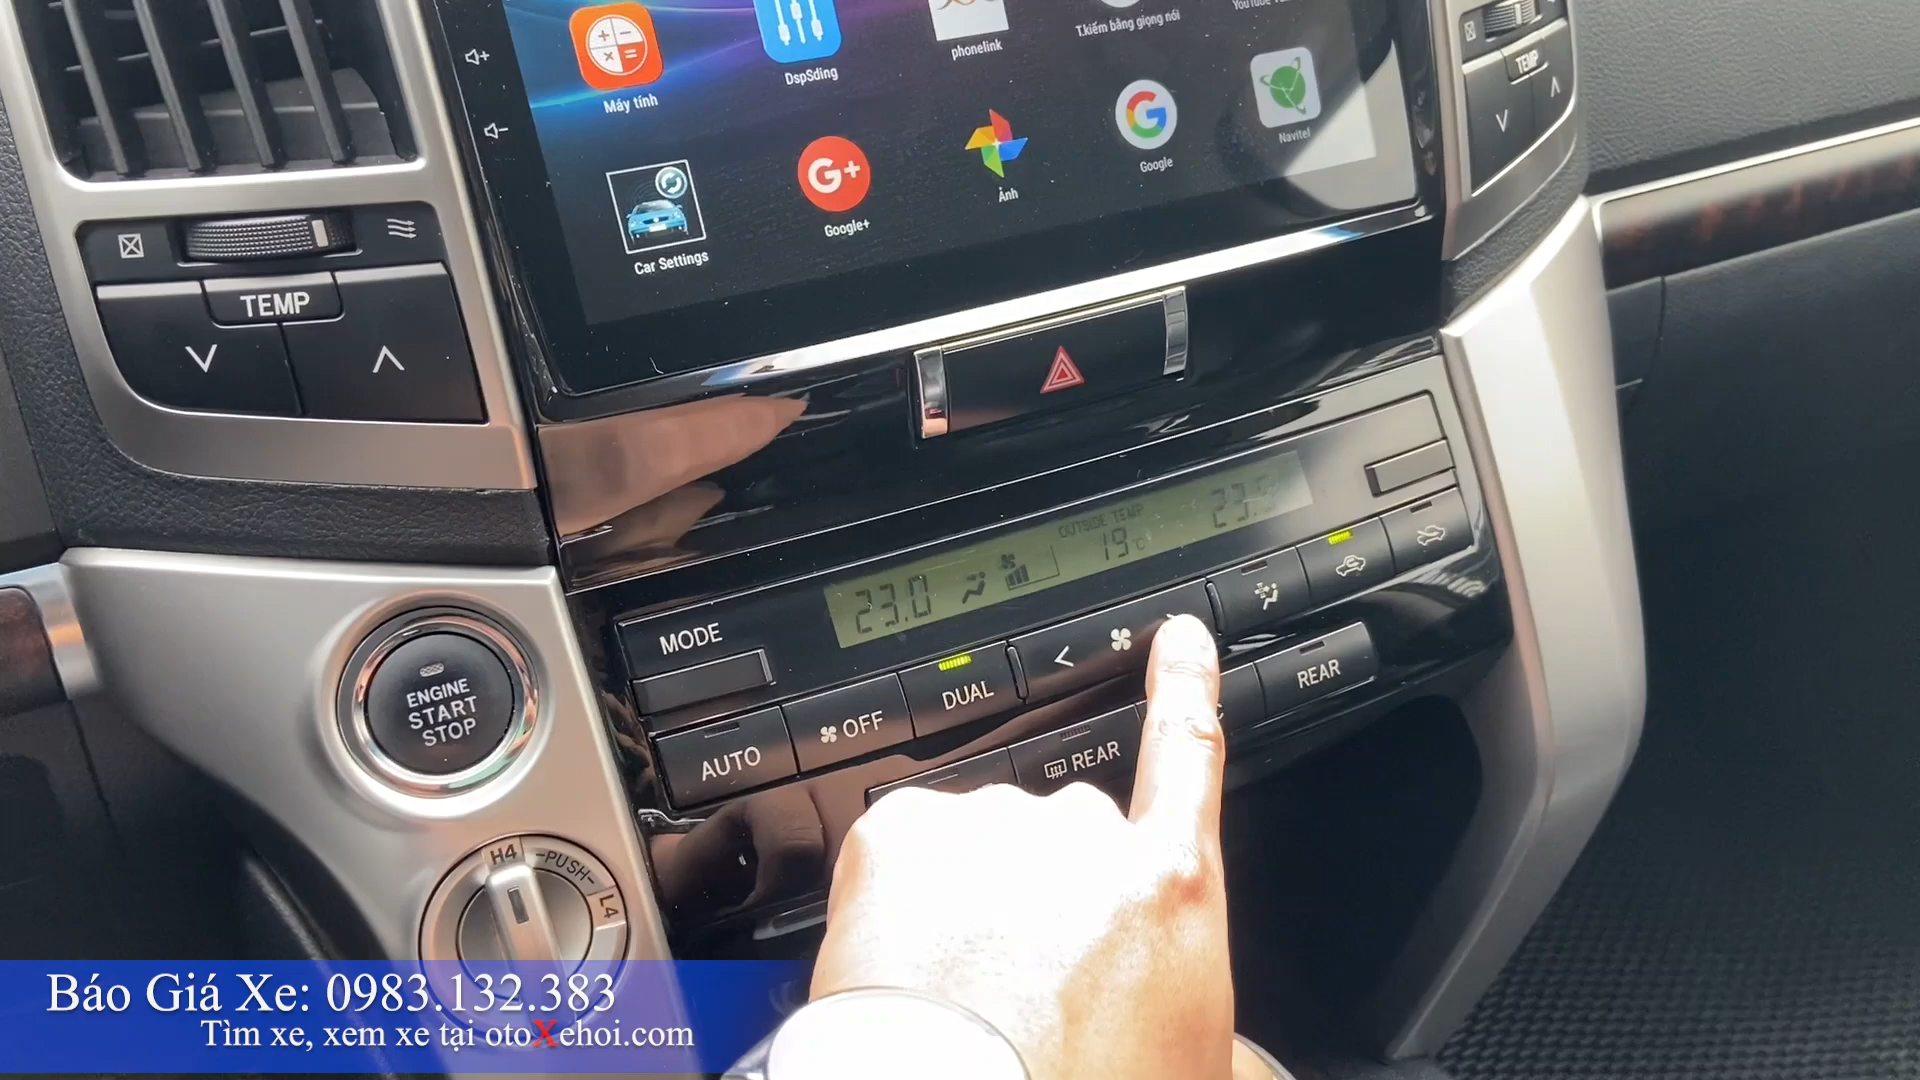 Máy tính
DspSding
phonelink
T.kiếm bằng giọng nói
Car Settings
G+
Google+
Ảnh
G
Google
Navitel
TEMP
TEMP
23.0
OUTSIDE TEMP
19°C
MODE
AUTO
OFF
DUAL
REAR
REAR
ENGINE
START
STOP
H4
-PUSH-
L4
Báo Giá Xe: 0983.132.383
Tìm xe, xem xe tại otoXehoi.com